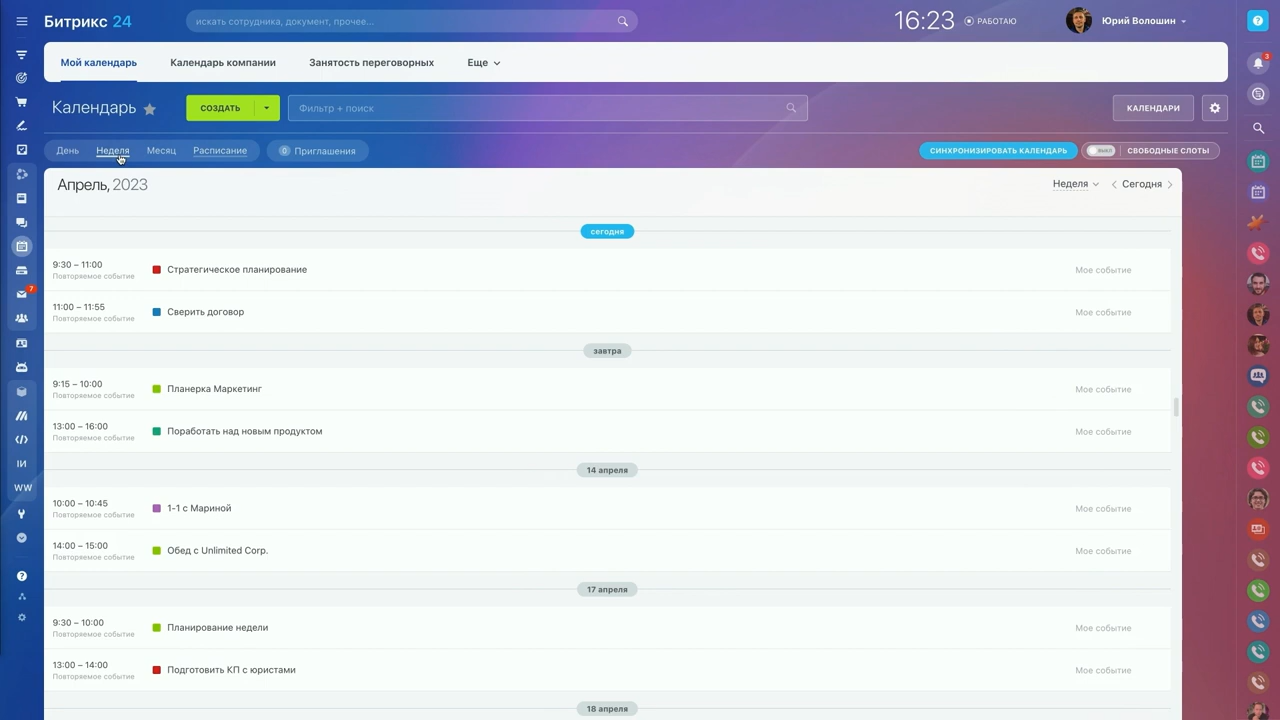 Битрикс 24
искать сотрудника, документ, прочее...
16:23
РАБОТАЮ
Юрий Волошин
Мой календарь
Календарь компании
Занятость переговорных
Еще
Календарь
СОЗДАТЬ
Фильтр + поиск
КАЛЕНДАРИ
День
Неделя
Месяц
Расписание
0 Приглашения
СИНХРОНИЗИРОВАТЬ КАЛЕНДАРЬ
ВЫКЛ
СВОБОДНЫЕ СЛОТЫ
Апрель, 2023
Неделя
Сегодня
сегодня
9:30 – 11:00
Повторяемое событие
Стратегическое планирование
Мое событие
11:00 – 11:55
Повторяемое событие
Сверить договор
Мое событие
завтра
9:15 – 10:00
Повторяемое событие
Планерка Маркетинг
Мое событие
13:00 – 16:00
Повторяемое событие
Поработать над новым продуктом
Мое событие
14 апреля
10:00 – 10:45
Повторяемое событие
1-1 с Мариной
Мое событие
14:00 – 15:00
Повторяемое событие
Обед с Unlimited Corp.
Мое событие
17 апреля
9:30 – 10:00
Повторяемое событие
Планирование недели
Мое событие
13:00 – 14:00
Повторяемое событие
Подготовить КП с юристами
Мое событие
18 апреля
7
ІИ
WW
3